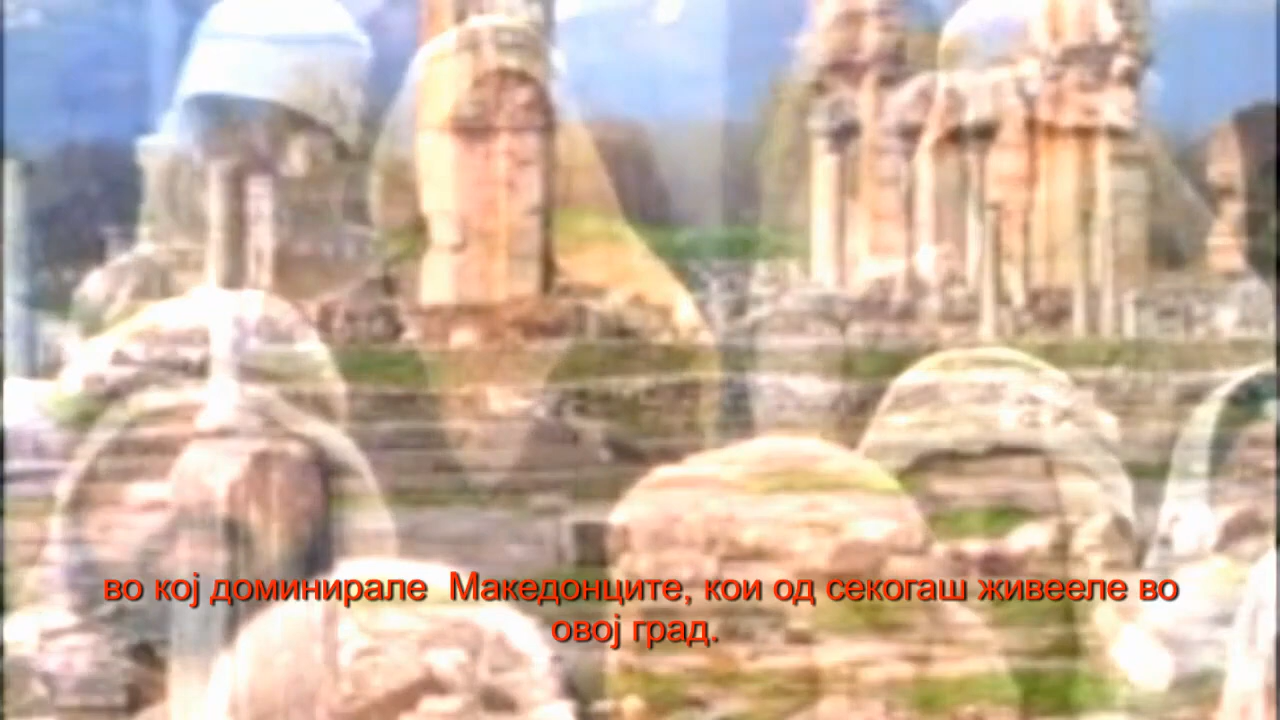 во кој доминирале  Македонците, кои од секогаш живееле во
овој град.